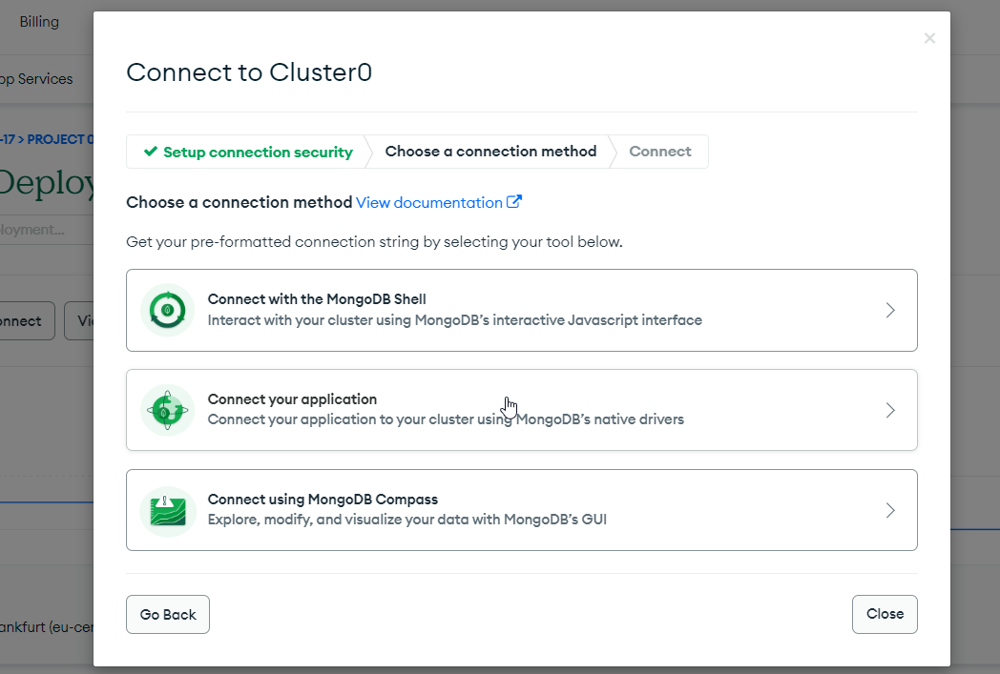 Billing
Connect to Cluster0
Services
-17 > PROJECT 0
Setup connection security
Choose a connection method
Connect
Deploy
Choose a connection method View documentation
loyment...
Get your pre-formatted connection string by selecting your tool below.
Connect with the MongoDB Shell
Interact with your cluster using MongoDB's interactive Javascript interface
nnect
Vi
Connect your application
Connect your application to your cluster using MongoDB's native drivers
Connect using MongoDB Compass
Explore, modify, and visualize your data with MongoDB's GUI
Go Back
Close
ankfurt (eu-cen